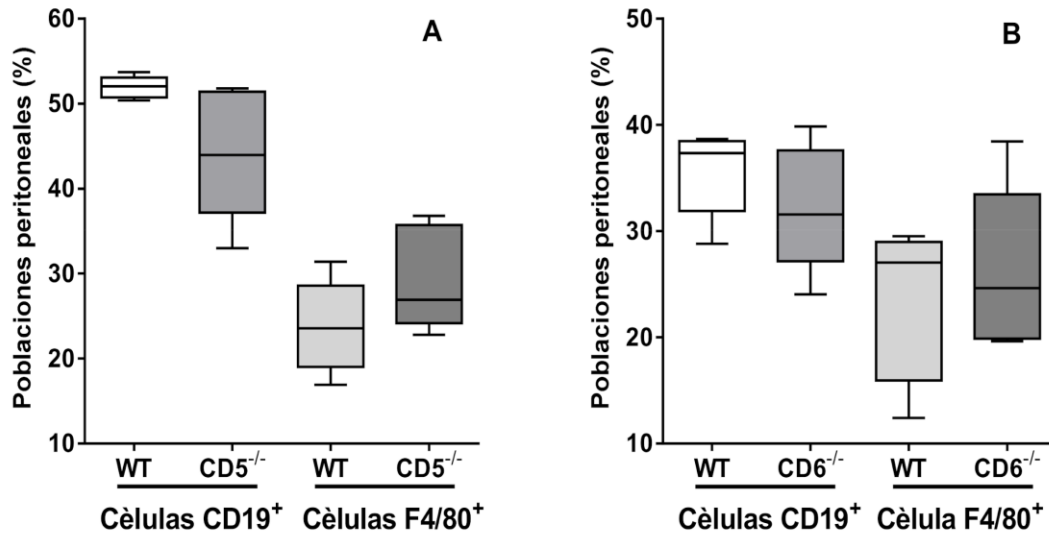 A
Poblaciones peritoneales (%)
60
50
40
30
20
10
WT
CD5-/-
WT
CD5-/-
Cèlulas CD19+
Cèlulas F4/80+
B
Poblaciones peritoneales (%)
50
40
30
20
10
WT
CD6-/-
WT
CD6-/-
Cèlulas CD19+
Cèlula F4/80+